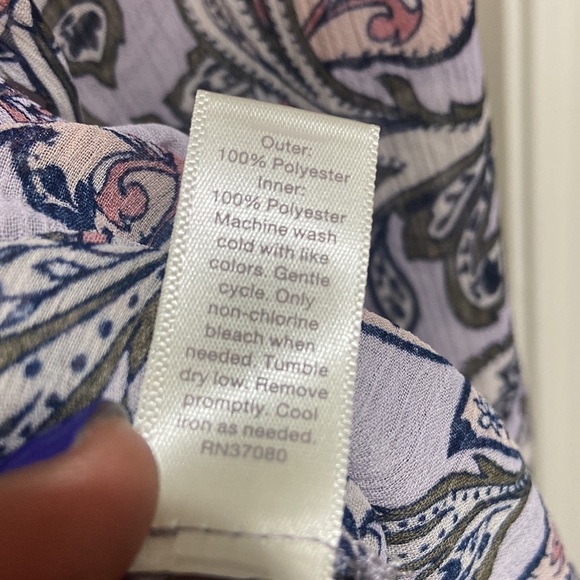 Outer:
100% Polyester
Inner:
100% Polyester
Machine wash
cold with like
colors. Gentle
cycle. Only
non-chlorine
bleach when
needed. Tumble
dry low. Remove
promptly. Cool
iron as needed.
RN37080